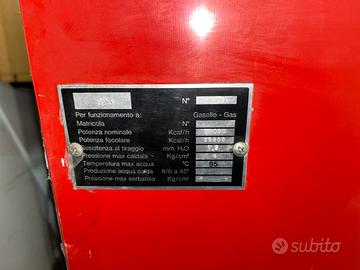 N°
Per funzionamento a: Gasolio - Gas
Matricola N°
Potenza nominale Kcal/h
Potenza focolare Kcal/h
Resistenza al tiraggio mm. H₂O
Pressione max caldaia Kg/cm²
Temperatura max acqua °C 95
Produzione acqua calda lt/h a 45°
Pressione max serbatoio Kg/cm²
subito